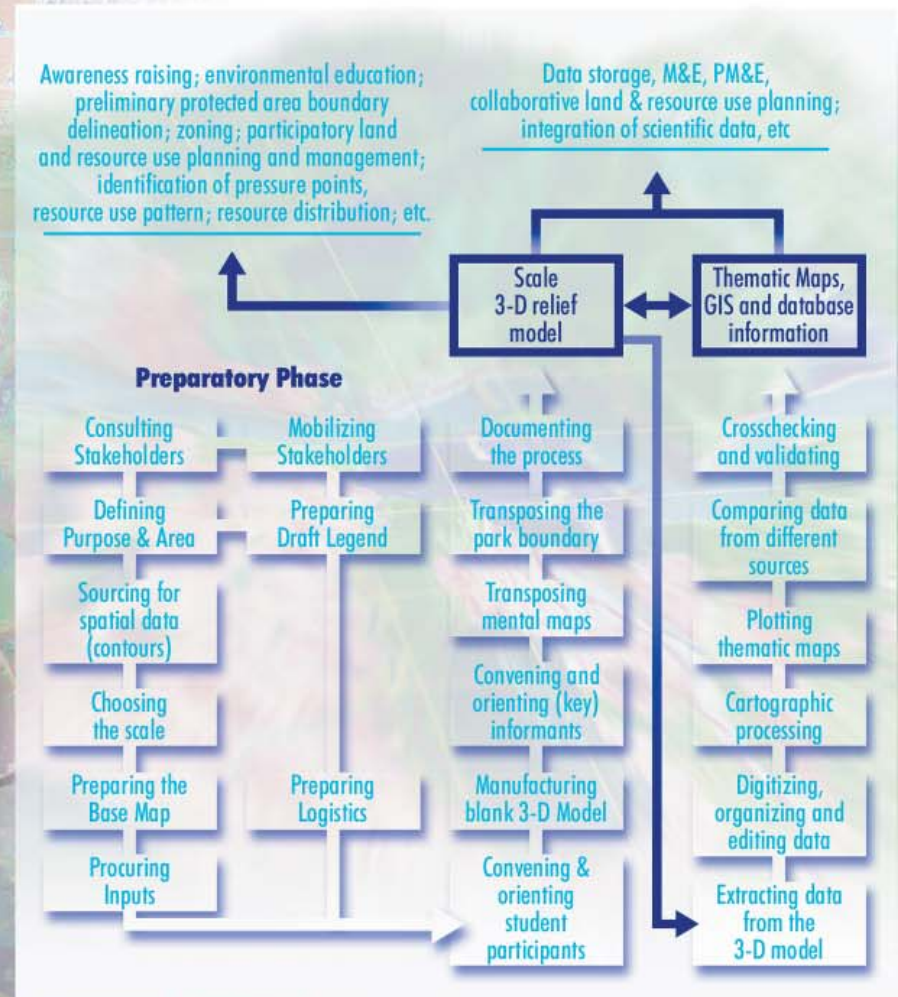 Awareness raising; environmental education;
preliminary protected area boundary
delineation; zoning; participatory land
and resource use planning and management;
identification of pressure points,
resource use pattern; resource distribution; etc.
Data storage, M&E, PM&E,
collaborative land & resource use planning;
integration of scientific data, etc
Scale
3-D relief
model
Thematic Maps,
GIS and database
information
Preparatory Phase
Consulting
Stakeholders
Mobilizing
Stakeholders
Defining
Purpose & Area
Preparing
Draft Legend
Sourcing for
spatial data
(contours)
Choosing
the scale
Preparing the
Base Map
Preparing
Logistics
Procuring
Inputs
Documenting
the process
Transposing the
park boundary
Transposing
mental maps
Convening and
orienting (key)
informants
Manufacturing
blank 3-D Model
Convening &
orienting
student
participants
Crosschecking
and validating
Comparing data
from different
sources
Plotting
thematic maps
Cartographic
processing
Digitizing,
organizing and
editing data
Extracting data
from the
3-D model